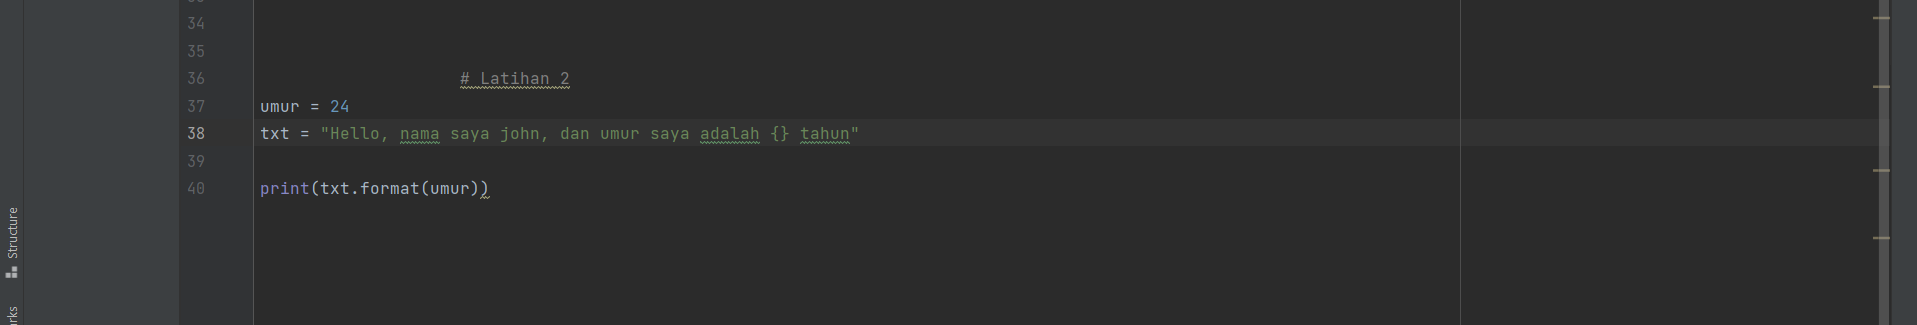 34
35
36 # Latihan 2
37 umur = 24
38 txt = "Hello, nama saya john, dan umur saya adalah {} tahun"
39
40 print(txt.format(umur))
Structure